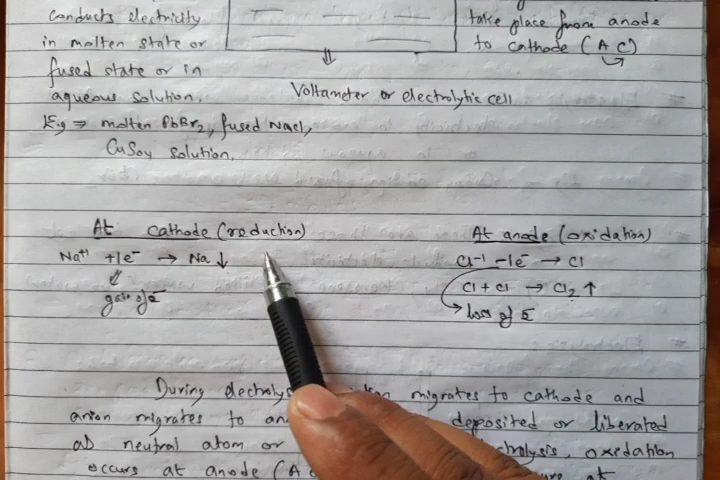 conducts electricity
in molten state or
fused state or in
aqueous solution.
Eg ⇒ molten PbBr2, fused NaCl,
CuSO4 solution.
⇓
Voltameter or electrolytic cell
take place from anode
to cathode (A C)
At cathode (reduction)
Na+1 +1e- → Na ↓
⇓
gain of e-
At anode (oxidation)
Cl-1 -1e- → Cl
Cl + Cl → Cl2 ↑
→ loss of e-
During migrates to cathode and
anion migrates to deposited or liberated
as neutral atom or oxidation
occurs at anode (A at